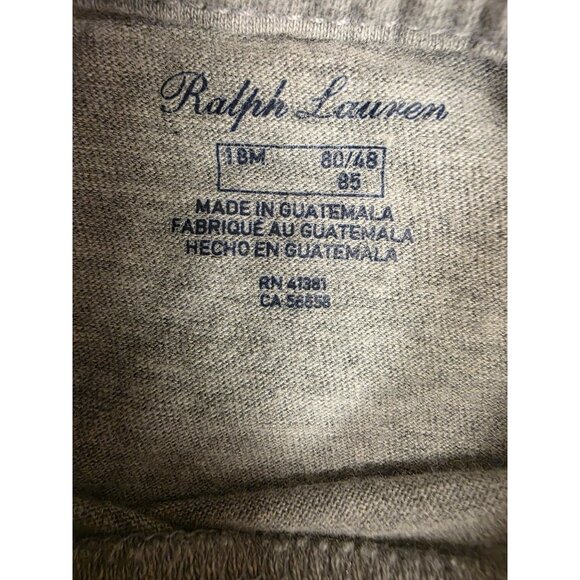 Ralph Lauren
18M 80/48
85
MADE IN GUATEMALA
FABRIQUÉ AU GUATEMALA
HECHO EN GUATEMALA
RN 41381
CA 56658